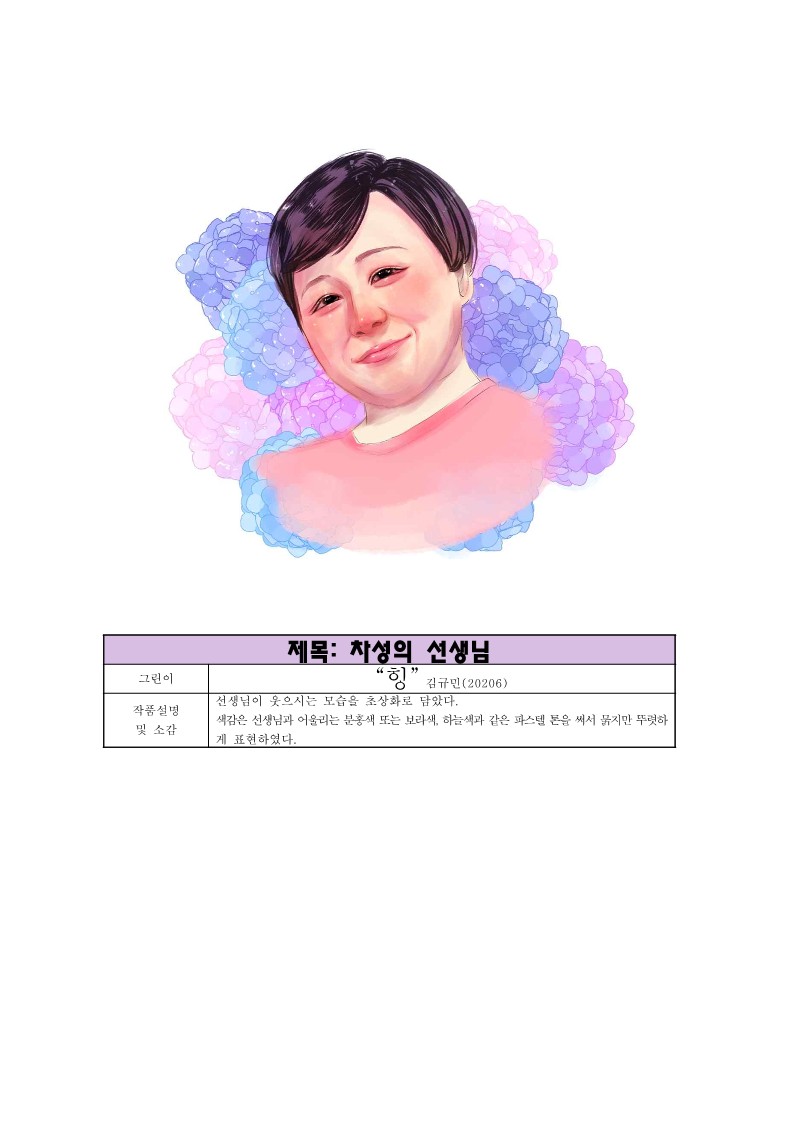 제목: 차성의 선생님
그린이
“힝” 김규민(20206)
작품설명
및 소감
선생님이 웃으시는 모습을 초상화로 담았다.
색감은 선생님과 어울리는 분홍색 또는 보라색, 하늘색과 같은 파스텔 톤을 써서 묽지만 뚜렷하
게 표현하였다.